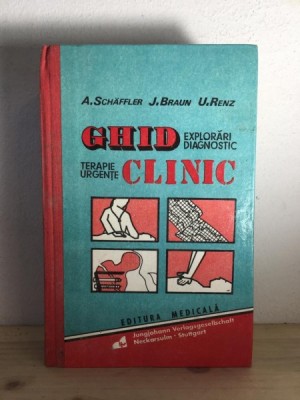 A. SCHÄFFLER J. BRAUN U. RENZ
GHID EXPLORĂRI
DIAGNOSTIC
TERAPIE
URGENȚE CLINIC
EDITURA MEDICALĂ
Jungjohann Verlagsgesellschaft
Neckarsulm - Stuttgart